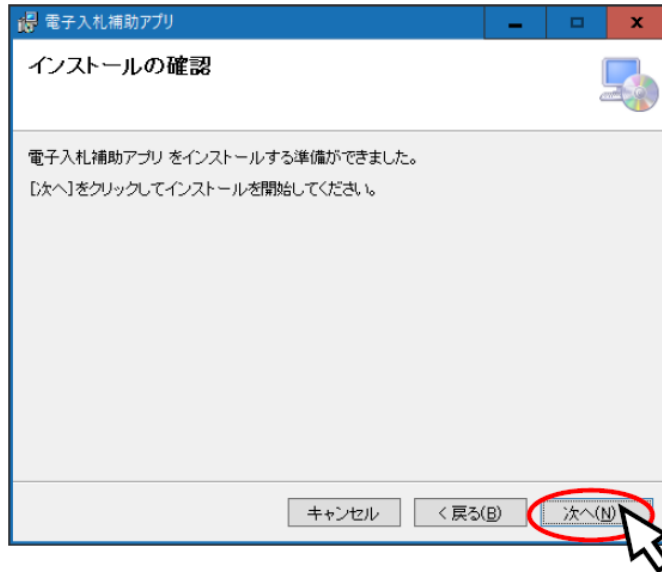 電子入札補助アプリ
インストールの確認
電子入札補助アプリ をインストールする準備ができました。
[次へ]をクリックしてインストールを開始してください。
キャンセル
< 戻る(B)
次へ(N)